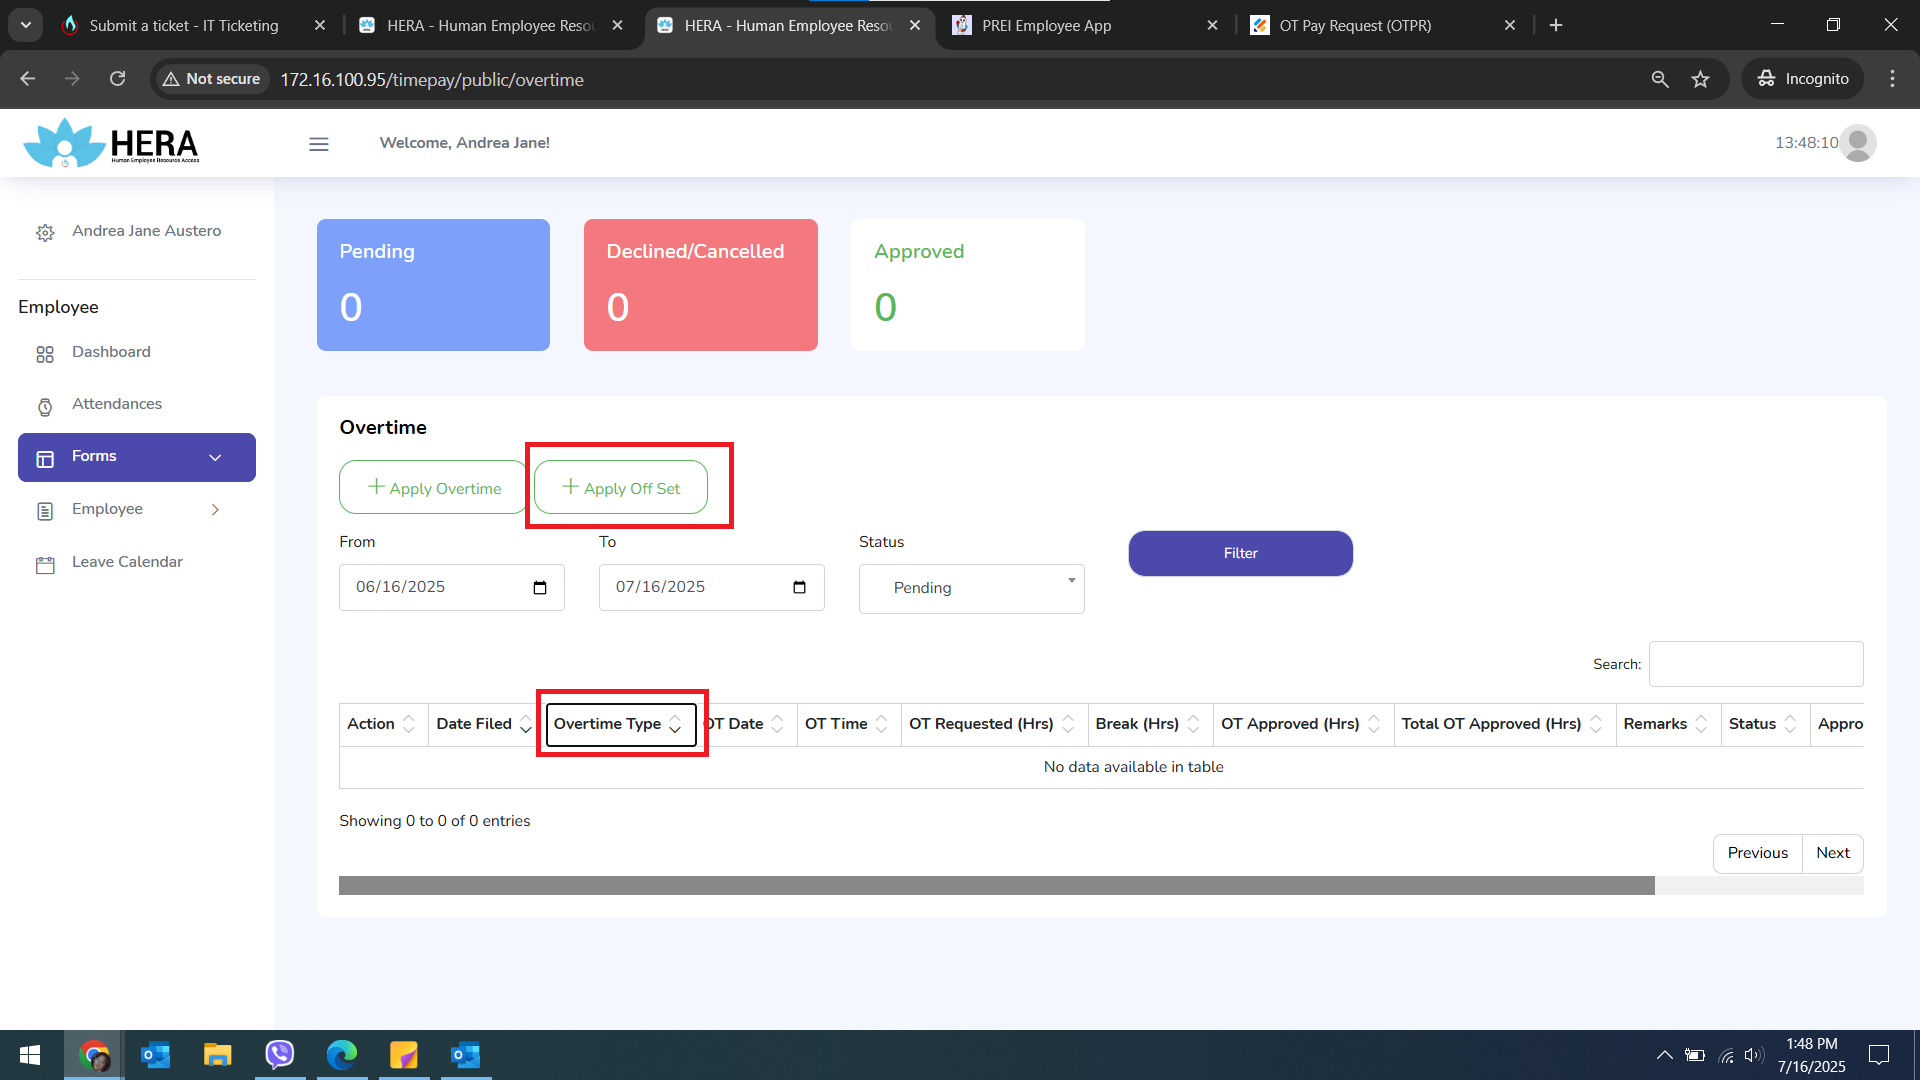 Submit a ticket - IT Ticketing
HERA - Human Employee Resou
HERA - Human Employee Resou
PREI Employee App
OT Pay Request (OTPR)
Not secure
172.16.100.95/timepay/public/overtime
Incognito
HERA
Human Employee Resource Access
Welcome, Andrea Jane!
13:48:10
Andrea Jane Austero
Employee
Dashboard
Attendances
Forms
Employee
Leave Calendar
Pending
0
Declined/Cancelled
0
Approved
0
Overtime
+ Apply Overtime
+ Apply Off Set
From
To
Status
06/16/2025
07/16/2025
Pending
Filter
Search:
Action Date Filed Overtime Type OT Date OT Time OT Requested (Hrs) Break (Hrs) OT Approved (Hrs) Total OT Approved (Hrs) Remarks Status Appro
No data available in table
Showing 0 to 0 of 0 entries
Previous Next
1:48 PM
7/16/2025